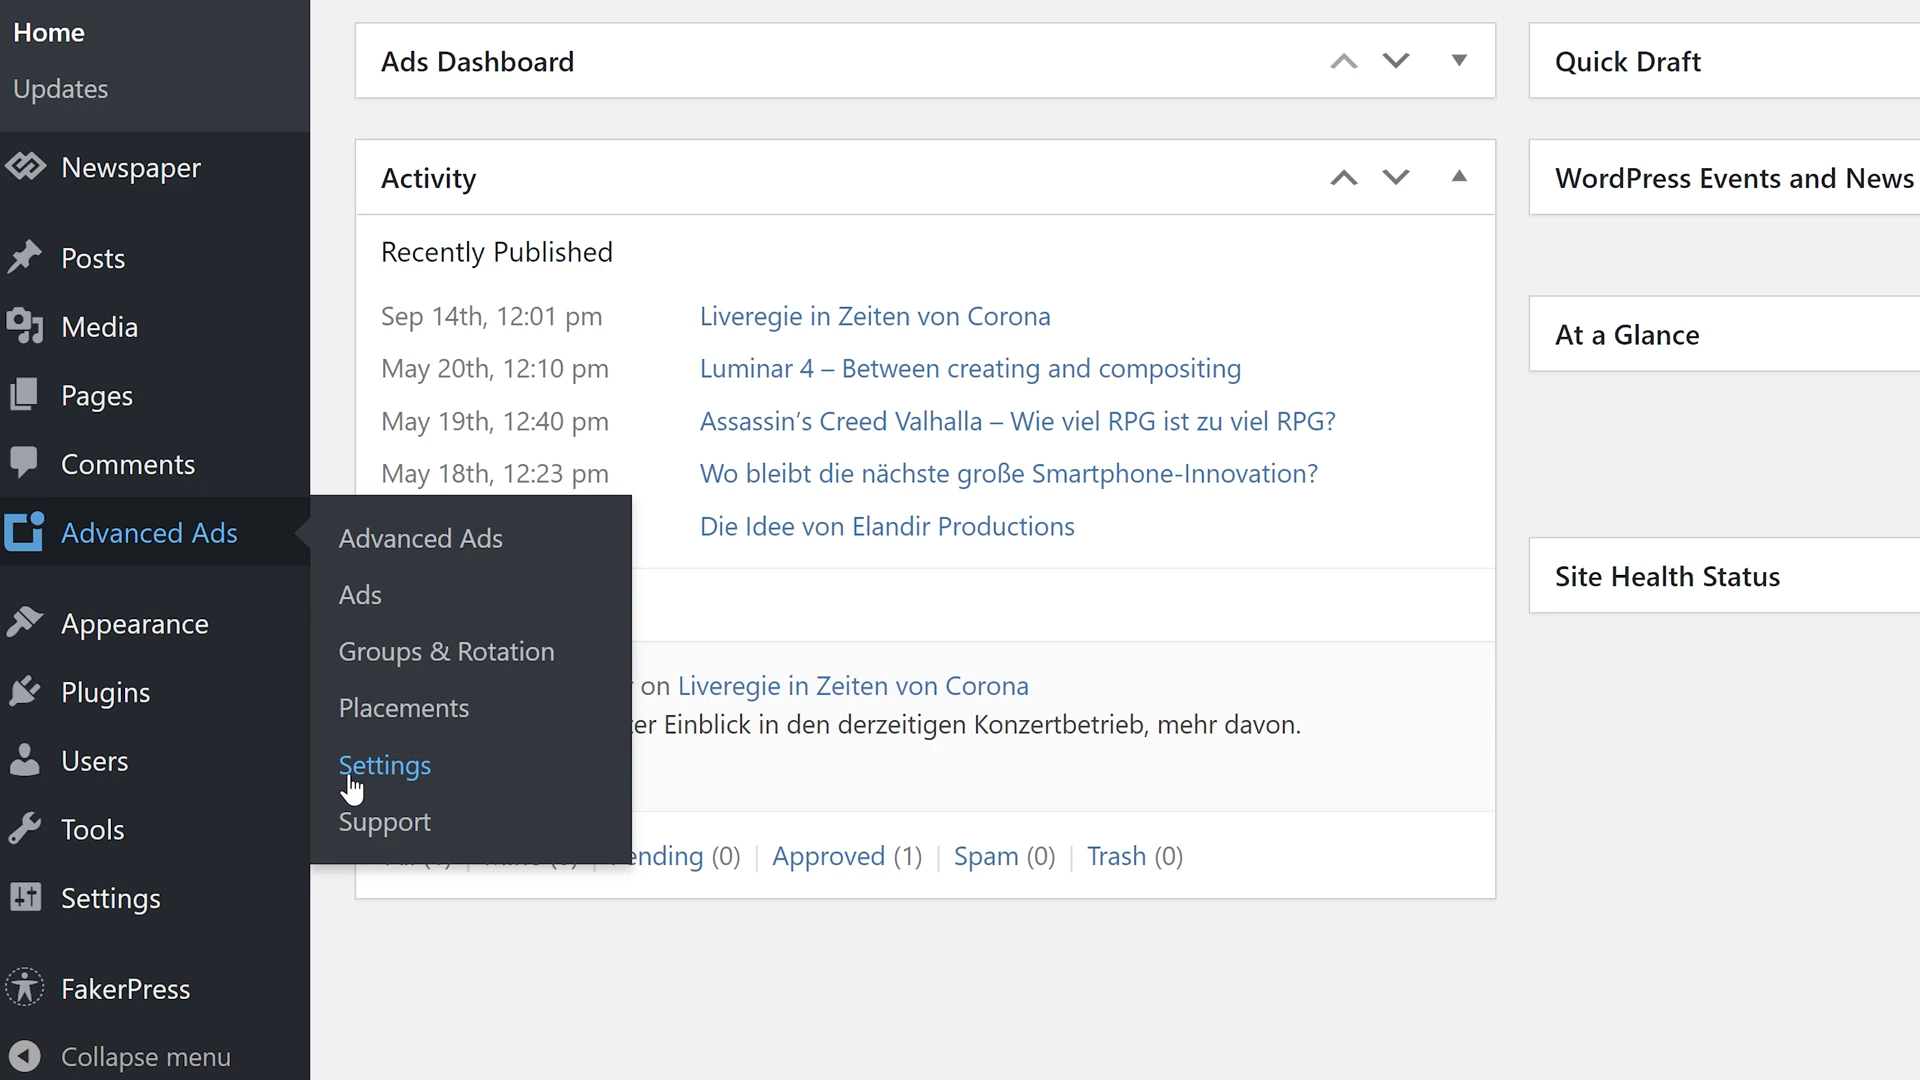 Home
Updates
Newspaper
Posts
Media
Pages
Comments
Advanced Ads
Appearance
Plugins
Users
Tools
Settings
FakerPress
Collapse menu
Advanced Ads
Ads
Groups & Rotation
Placements
Settings
Support
Ads Dashboard
Activity
Recently Published
Sep 14th, 12:01 pm Liveregie in Zeiten von Corona
May 20th, 12:10 pm Luminar 4 – Between creating and compositing
May 19th, 12:40 pm Assassin’s Creed Valhalla – Wie viel RPG ist zu viel RPG?
May 18th, 12:23 pm Wo bleibt die nächste große Smartphone-Innovation?
Die Idee von Elandir Productions
on Liveregie in Zeiten von Corona
Einblick in den derzeitigen Konzertbetrieb, mehr davon.
(0) | Approved (1) | Spam (0) | Trash (0)
Quick Draft
WordPress Events and News
At a Glance
Site Health Status